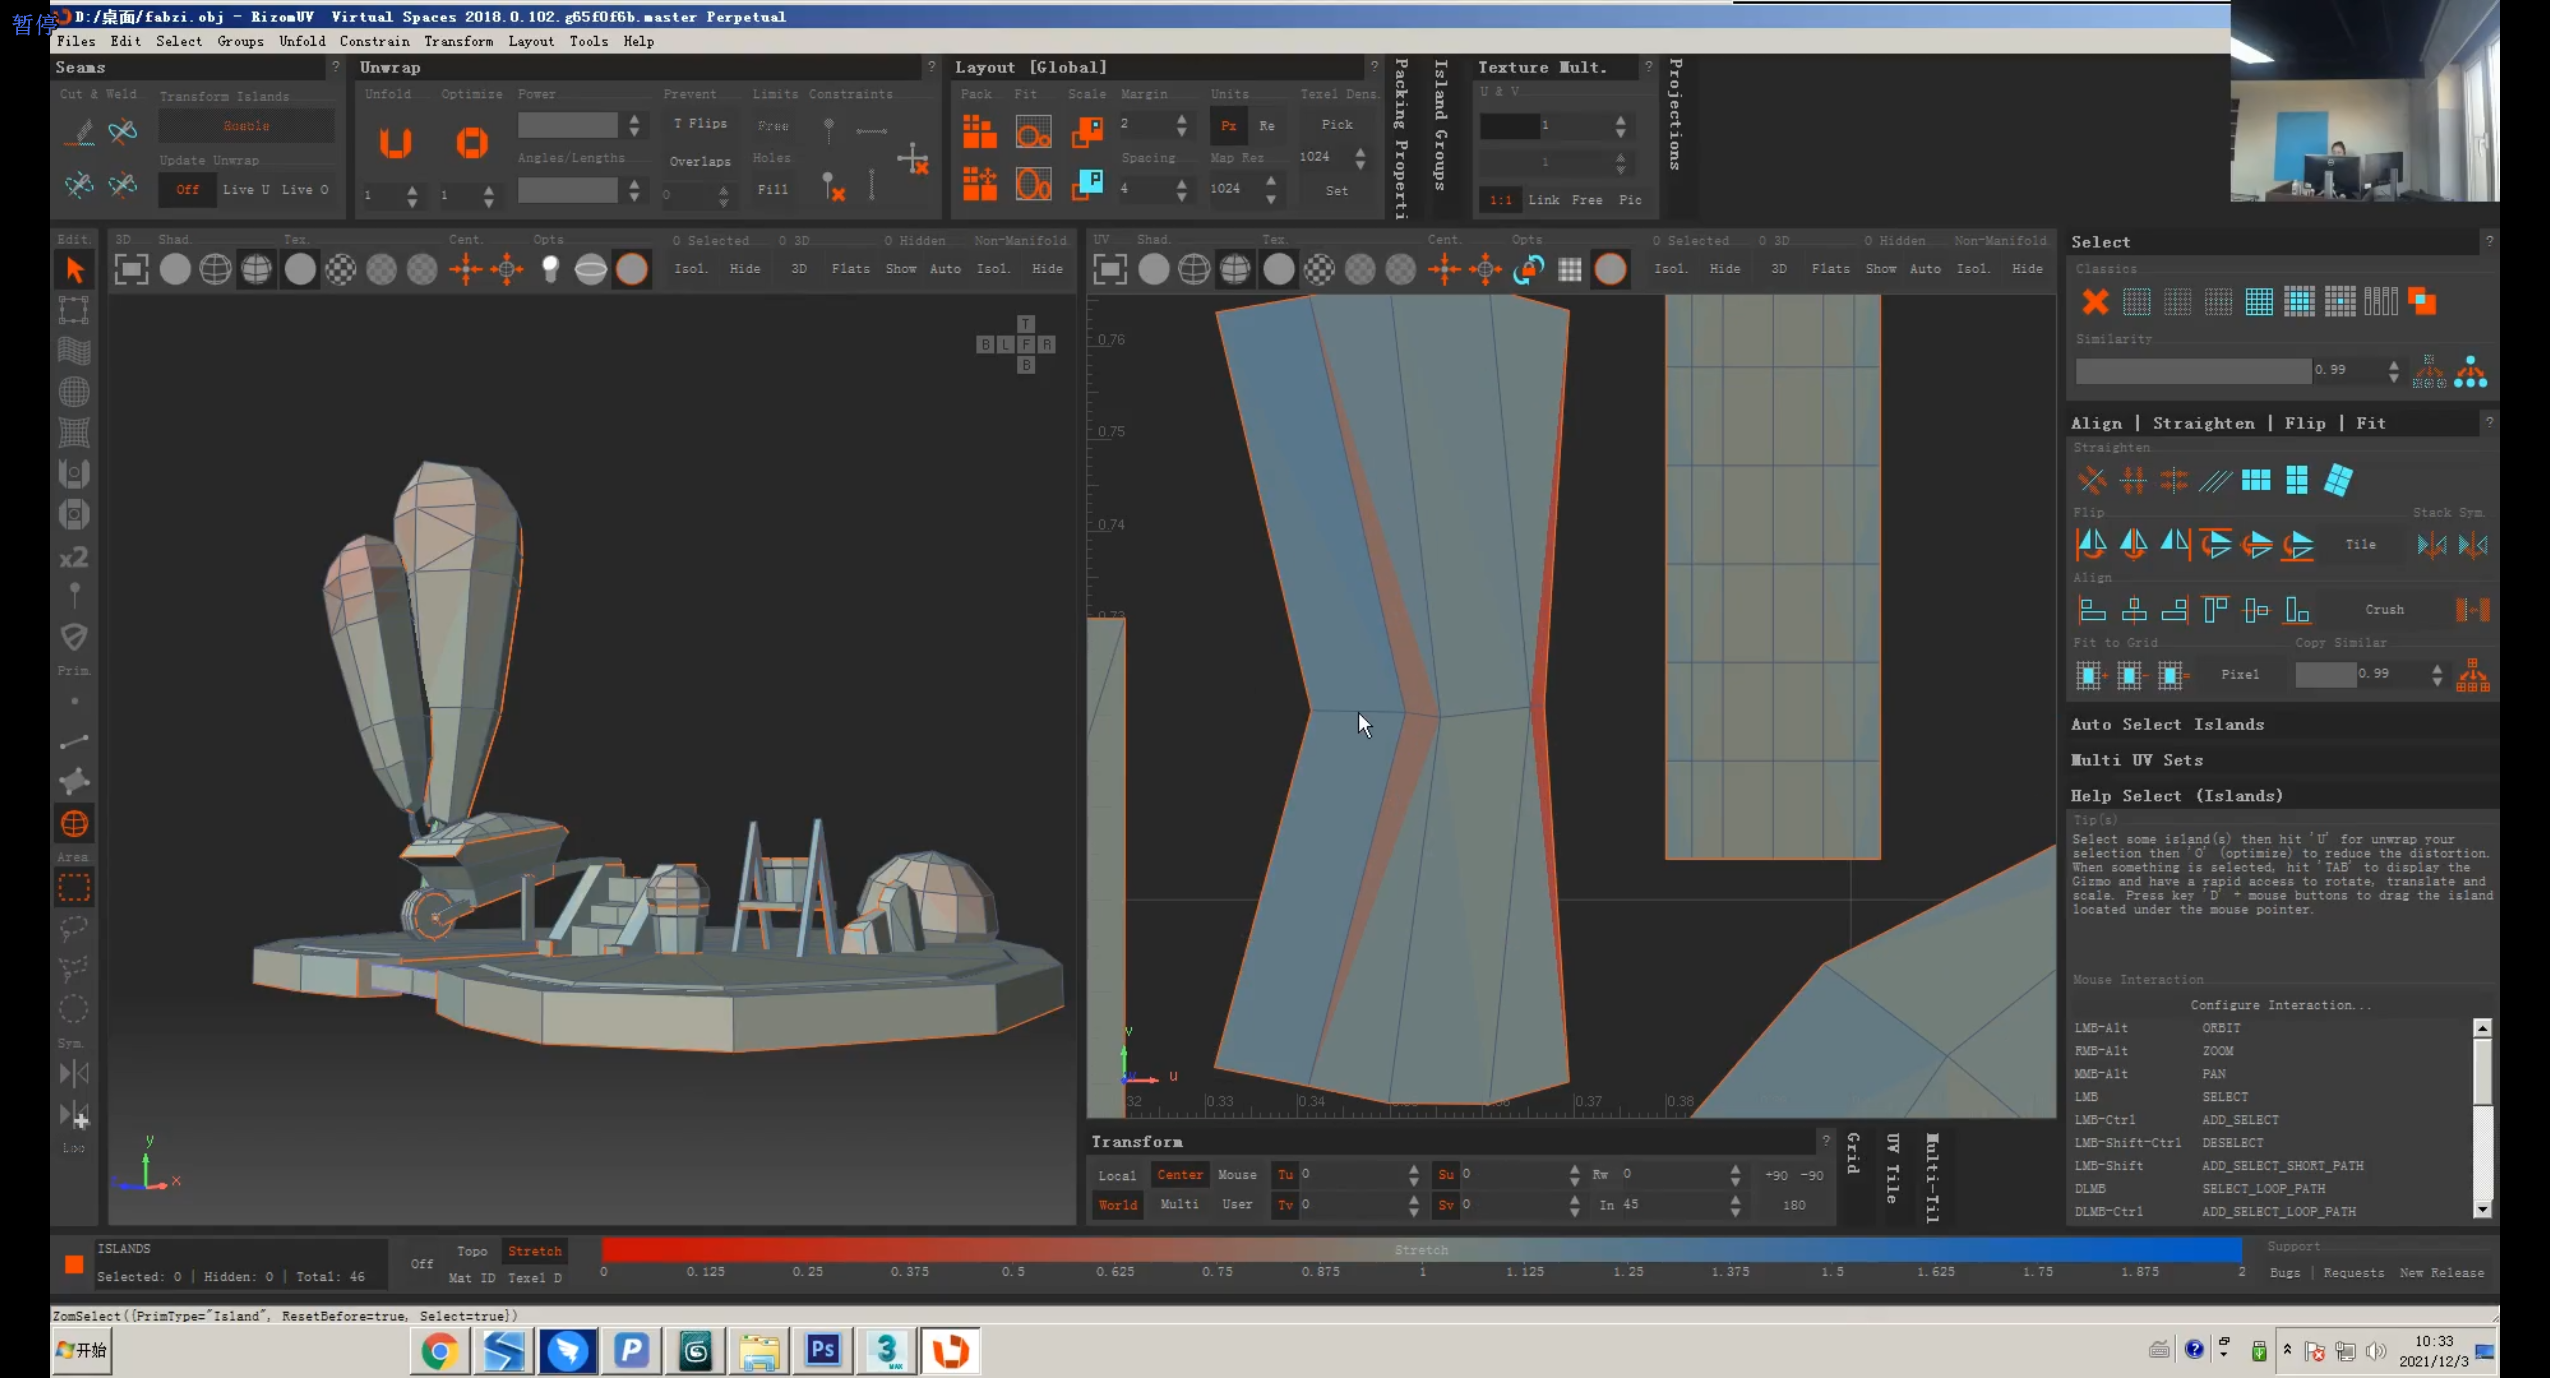 暂停
D:/桌面/fabzi.obj - RizomUV  Virtual Spaces 2018.0.102.g65f0f6b.master Perpetual
Files Edit Select Groups Unfold Constrain Transform Layout Tools Help
Seams ? Unwrap ? Layout [Global] ? Texture Mult. ?
Packing Properti
Island Groups
Projections
Cut & Weld Transform Islands Unfold Optimize Power Prevent Limits Constraints Pack Fit Scale Margin Units Texel Dens. U & V
Enable T Flips Free 2 Px Re Pick 1
Update Unwrap Angles/Lengths Overlaps Holes Spacing Map Rez 1024 1
Off Live U Live O 1 1 0 Fill 4 1024 Set 1:1 Link Free Pic
Edit. 3D Shad. Tex. Cent. Opts 0 Selected 0 3D 0 Hidden Non-Manifold
Isol. Hide 3D Flats Show Auto Isol. Hide
UV Shad. Tex. Cent. Opts 0 Selected 0 3D 0 Hidden Non-Manifold
Isol. Hide 3D Flats Show Auto Isol. Hide
T
B L F R
B
x2
Prim.
Area
Sym.
Loo
y
x
0.76
0.75
0.74
0.73
v
u
32 0.33 0.34 0.37 0.38
Select ?
Classics
Similarity
0.99
Align | Straighten | Flip | Fit ?
Straighten
Flip Stack Sym.
Tile
Align
Crush
Fit to Grid Copy Similar
Pixel 0.99
Auto Select Islands
Multi UV Sets
Help Select (Islands)
Tip(s)
Select some island(s) then hit 'U' for unwrap your
selection then 'O' (optimize) to reduce the distortion.
When something is selected, hit 'TAB' to display the
Gizmo and have a rapid access to rotate, translate and
scale. Press key 'D' + mouse buttons to drag the island
located under the mouse pointer.
Mouse Interaction
Configure Interaction...
LMB-Alt ORBIT
RMB-Alt ZOOM
MMB-Alt PAN
LMB SELECT
LMB-Ctrl ADD_SELECT
LMB-Shift-Ctrl DESELECT
LMB-Shift ADD_SELECT_SHORT_PATH
DLMB SELECT_LOOP_PATH
DLMB-Ctrl ADD_SELECT_LOOP_PATH
Transform ?
Local Center Mouse Tu 0 Su 0 Rw 0 +90 -90
World Multi User Tv 0 Sv 0 In 45 180
Grid
UV Tile
Multi-Til
ISLANDS
Selected: 0 | Hidden: 0 | Total: 46
Off Topo Stretch
Mat ID Texel D
Stretch
0 0.125 0.25 0.375 0.5 0.625 0.75 0.875 1 1.125 1.25 1.375 1.5 1.625 1.75 1.875 2
Support
Bugs | Requests New Release
ZomSelect({PrimType="Island", ResetBefore=true, Select=true})
开始
P
Ps
3
MAX
10:33
2021/12/3